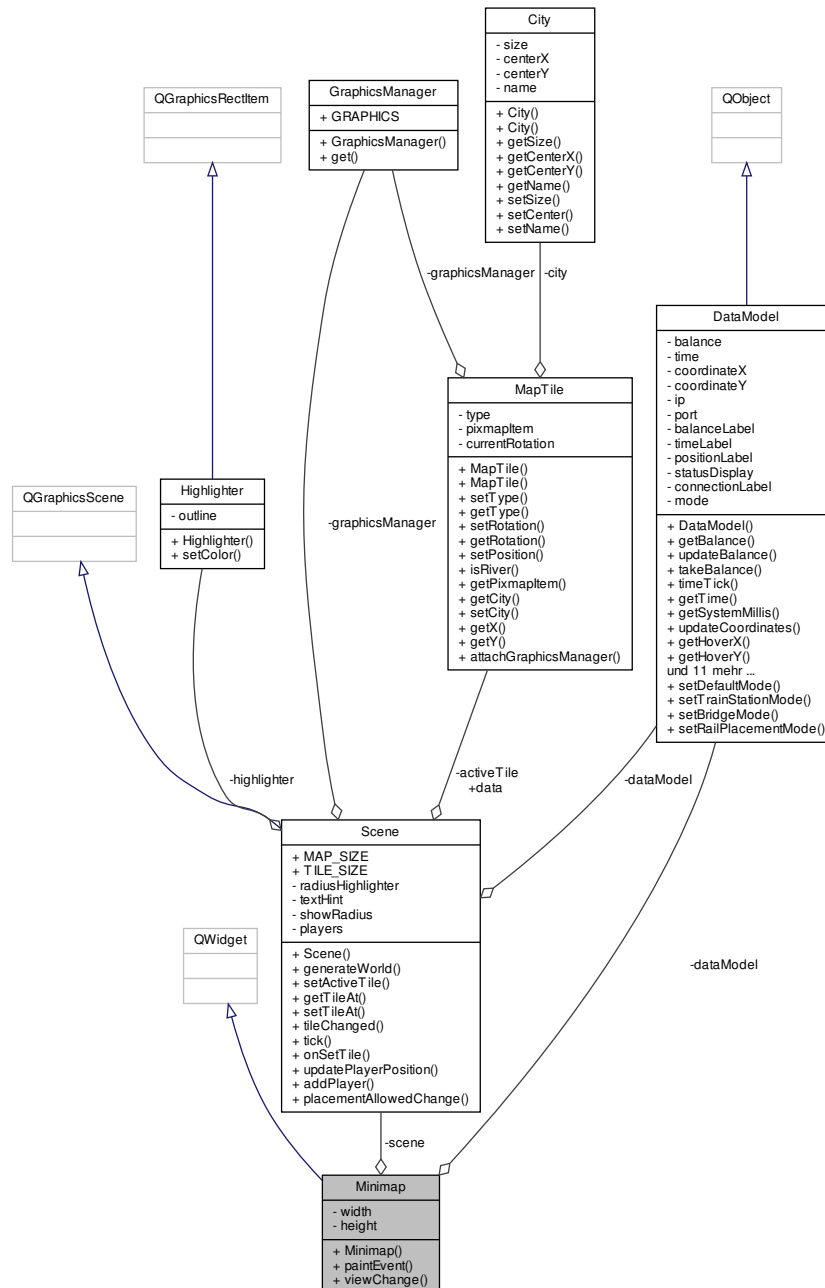 City
- size
- centerX
- centerY
- name
+ City()
+ City()
+ getSize()
+ getCenterX()
+ getCenterY()
+ getName()
+ setSize()
+ setCenter()
+ setName()
GraphicsManager
+ GRAPHICS
+ GraphicsManager()
+ get()
QGraphicsRectItem
QObject
-graphicsManager
-city
DataModel
- balance
- time
- coordinateX
- coordinateY
- ip
- port
- balanceLabel
- timeLabel
- positionLabel
- statusDisplay
- connectionLabel
- mode
+ DataModel()
+ getBalance()
+ updateBalance()
+ takeBalance()
+ timeTick()
+ getTime()
+ getSystemMillis()
+ updateCoordinates()
+ getHoverX()
+ getHoverY()
und 11 mehr ...
+ setDefaultMode()
+ setTrainStationMode()
+ setBridgeMode()
+ setRailPlacementMode()
MapTile
- type
- pixmapItem
- currentRotation
+ MapTile()
+ MapTile()
+ setType()
+ getType()
+ setRotation()
+ getRotation()
+ setPosition()
+ isRiver()
+ getPixmapItem()
+ getCity()
+ setCity()
+ getX()
+ getY()
+ attachGraphicsManager()
QGraphicsScene
Highlighter
- outline
+ Highlighter()
+ setColor()
-graphicsManager
-highlighter
-activeTile
+data
-dataModel
Scene
+ MAP_SIZE
+ TILE_SIZE
- radiusHighlighter
- textHint
- showRadius
- players
+ Scene()
+ generateWorld()
+ setActiveTile()
+ getTileAt()
+ setTileAt()
+ tileChanged()
+ tick()
+ onSetTile()
+ updatePlayerPosition()
+ addPlayer()
+ placementAllowedChange()
QWidget
-dataModel
-scene
Minimap
- width
- height
+ Minimap()
+ paintEvent()
+ viewChange()